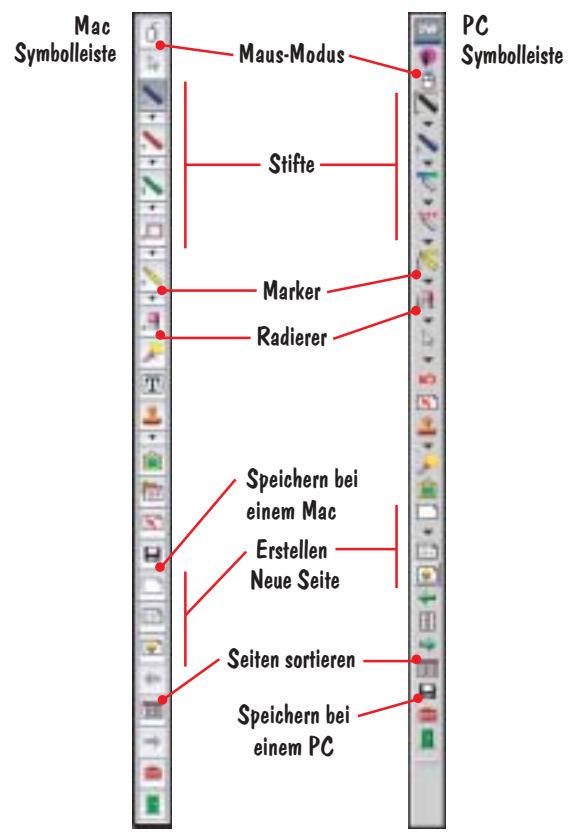 Mac
Symbolleiste
PC
Symbolleiste
Maus-Modus
Stifte
Marker
Radierer
T
Speichern bei
einem Mac
Erstellen
Neue Seite
Seiten sortieren
Speichern bei
einem PC